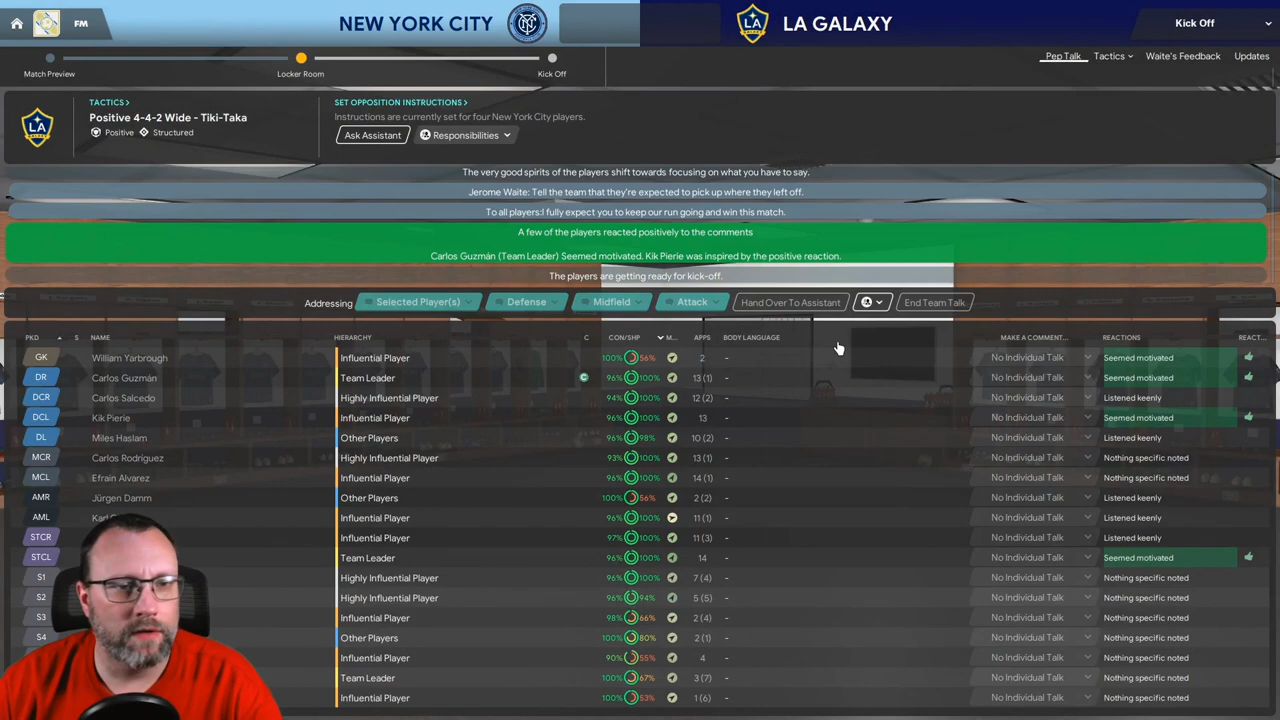 FM
NEW YORK CITY
LA
LA GALAXY
Kick Off
Match Preview
Locker Room
Kick Off
Pep Talk Tactics Waite's Feedback Updates
LA
TACTICS >
Positive 4-4-2 Wide - Tiki-Taka
Positive Structured
SET OPPOSITION INSTRUCTIONS >
Instructions are currently set for four New York City players.
Ask Assistant Responsibilities
The very good spirits of the players shift towards focusing on what you have to say.
Jerome Waite: Tell the team that they're expected to pick up where they left off.
To all players:I fully expect you to keep our run going and win this match.
A few of the players reacted positively to the comments
Carlos Guzmán (Team Leader) Seemed motivated. Kik Pierie was inspired by the positive reaction.
The players are getting ready for kick-off.
Addressing Selected Player(s) Defense Midfield Attack Hand Over To Assistant End Team Talk
PKD S NAME HIERARCHY C CON/SHP M... APPS BODY LANGUAGE MAKE A COMMENT... REACTIONS REACT...
GK William Yarbrough Influential Player 100% 56% 2 - No Individual Talk Seemed motivated
DR Carlos Guzmán Team Leader C 96% 100% 13 (1) - No Individual Talk Seemed motivated
DCR Carlos Salcedo Highly Influential Player 94% 100% 12 (2) - No Individual Talk Listened keenly
DCL Kik Pierie Influential Player 96% 100% 13 - No Individual Talk Seemed motivated
DL Miles Haslam Other Players 96% 98% 10 (2) - No Individual Talk Listened keenly
MCR Carlos Rodríguez Highly Influential Player 93% 100% 13 (1) - No Individual Talk Nothing specific noted
MCL Efraín Alvarez Influential Player 96% 100% 14 (1) - No Individual Talk Nothing specific noted
AMR Jürgen Damm Other Players 100% 56% 2 (2) - No Individual Talk Listened keenly
AML Influential Player 96% 100% 11 (1) - No Individual Talk Listened keenly
STCR Influential Player 97% 100% 11 (3) - No Individual Talk Listened keenly
STCL Team Leader 96% 100% 14 - No Individual Talk Seemed motivated
S1 Highly Influential Player 96% 100% 7 (4) - No Individual Talk Nothing specific noted
S2 Highly Influential Player 96% 94% 5 (5) - No Individual Talk Nothing specific noted
S3 Influential Player 98% 66% 2 (4) - No Individual Talk Nothing specific noted
S4 Other Players 100% 80% 2 (1) - No Individual Talk Nothing specific noted
Influential Player 90% 55% 4 - No Individual Talk Nothing specific noted
Team Leader 100% 67% 3 (7) - No Individual Talk Nothing specific noted
Influential Player 100% 53% 1 (6) - No Individual Talk Nothing specific noted